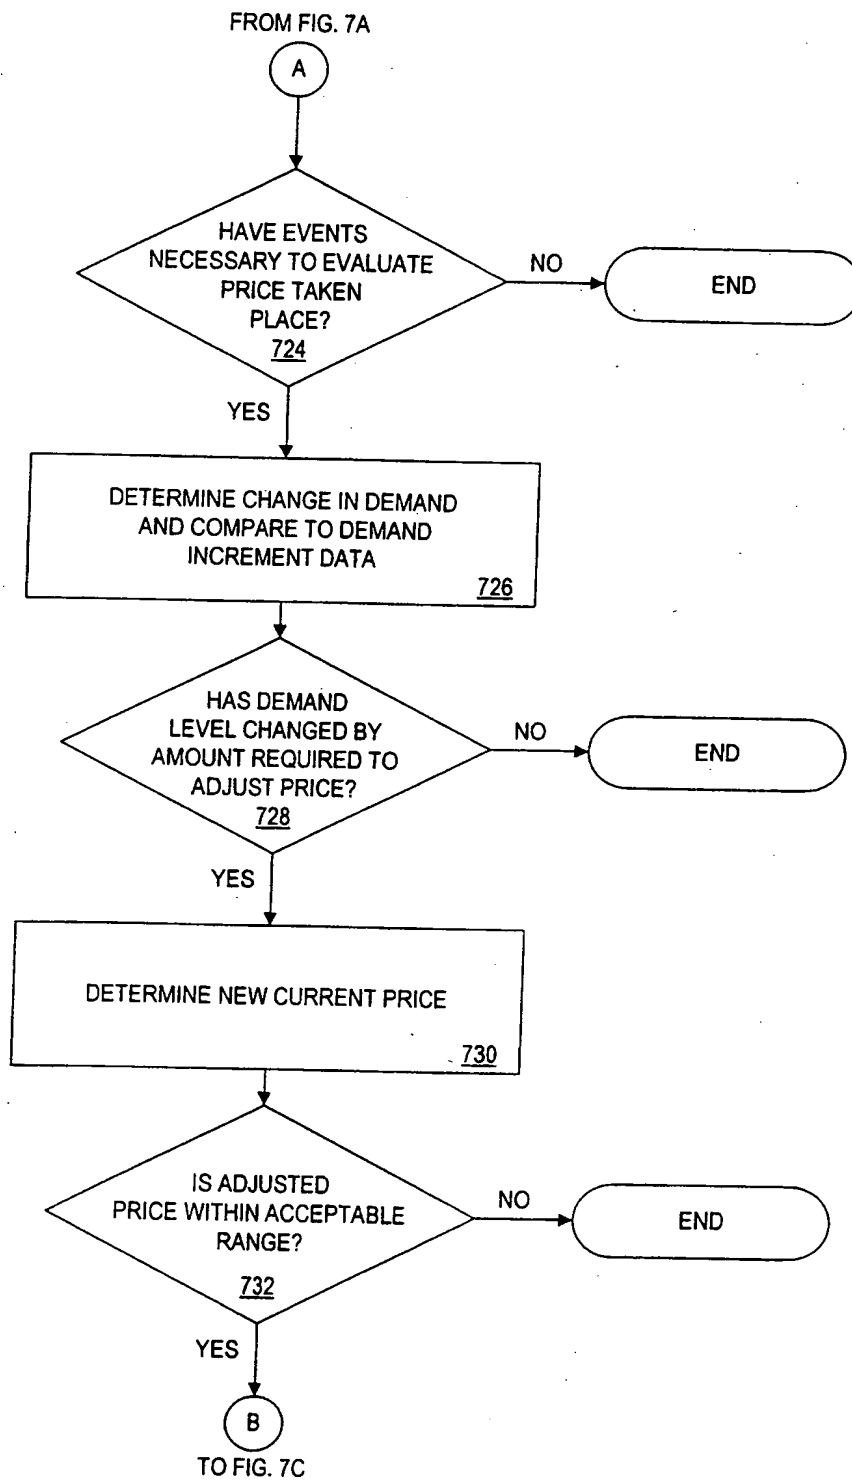 FROM FIG. 7A
A
HAVE EVENTS
NECESSARY TO EVALUATE
PRICE TAKEN
PLACE?
724
NO
END
YES
DETERMINE CHANGE IN DEMAND
AND COMPARE TO DEMAND
INCREMENT DATA
726
HAS DEMAND
LEVEL CHANGED BY
AMOUNT REQUIRED TO
ADJUST PRICE?
728
NO
END
YES
DETERMINE NEW CURRENT PRICE
730
IS ADJUSTED
PRICE WITHIN ACCEPTABLE
RANGE?
732
NO
END
YES
B
TO FIG. 7C